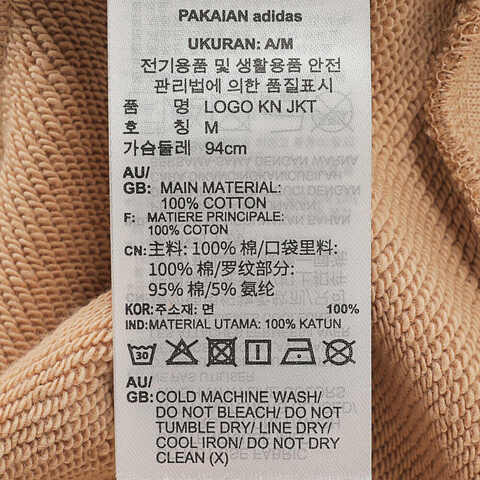 PAKAIAN adidas
UKURAN: A/M
전기용품 및 생활용품 안전
관리법에 의한 품질표시
품 명 LOGO KN JKT
호 칭 M
가슴둘레 94cm
AU/
GB: MAIN MATERIAL:
100% COTTON
F: MATIERE PRINCIPALE:
100% COTON
CN: 主料: 100% 棉/口袋里料:
100% 棉/罗纹部分:
95% 棉/5% 氨纶
KOR: 주소재: 면 100%
IND: MATERIAL UTAMA: 100% KATUN
30
AU/
GB: COLD MACHINE WASH/
DO NOT BLEACH/ DO NOT
TUMBLE DRY/ LINE DRY/
COOL IRON/ DO NOT DRY
CLEAN (X)